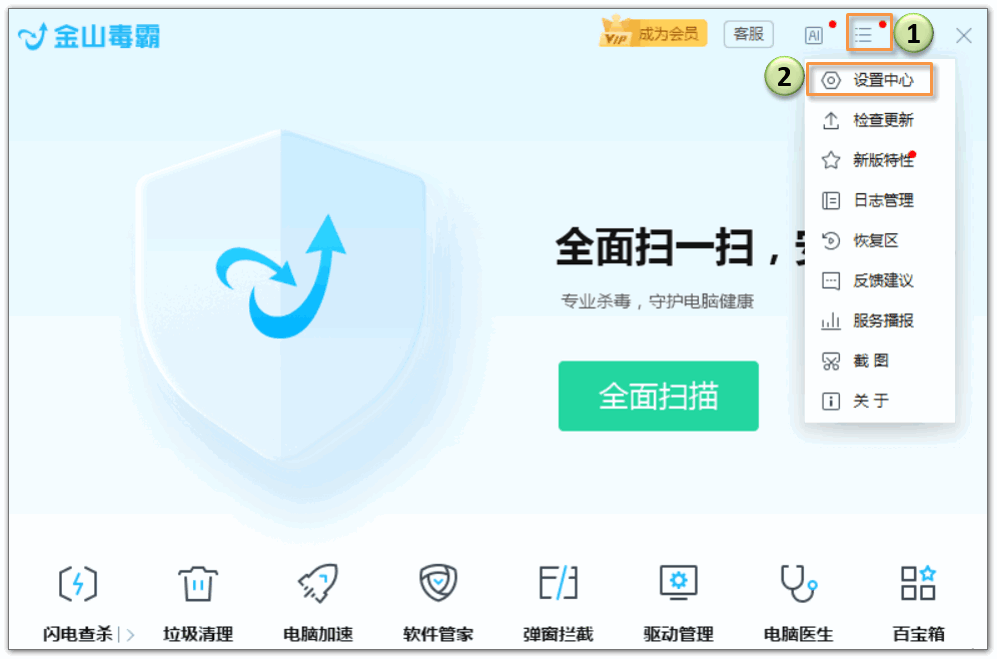 金山毒霸
VIP 成为会员
客服
AI
1
2
设置中心
检查更新
新版特性
日志管理
恢复区
反馈建议
服务播报
截 图
关 于
全面扫一扫，
专业杀毒，守护电脑健康
全面扫描
闪电查杀
垃圾清理
电脑加速
软件管家
弹窗拦截
驱动管理
电脑医生
百宝箱